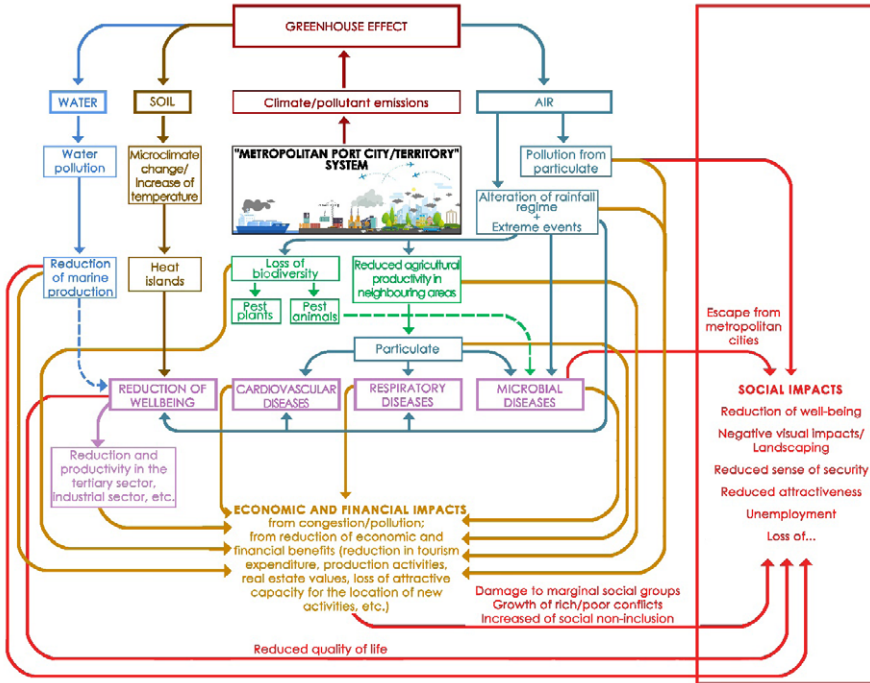 GREENHOUSE EFFECT
WATER
SOIL
Climate/pollutant emissions
AIR
Water
pollution
Microclimate
change/
Increase of
temperature
"METROPOLITAN PORT CITY/TERRITORY"
SYSTEM
Pollution from
particulate
Alteration of rainfall
regime
+
Extreme events
Reduction
of marine
production
Heat
islands
Loss of
biodiversity
Reduced agricultural
productivity in
neighbouring areas
Pest
plants
Pest
animals
Escape from
metropolitan
cities
Particulate
REDUCTION OF
WELLBEING
CARDIOVASCULAR
DISEASES
RESPIRATORY
DISEASES
MICROBIAL
DISEASES
SOCIAL IMPACTS
Reduction of well-being
Negative visual impacts/
Landscaping
Reduced sense of security
Reduced attractiveness
Unemployment
Loss of...
Reduction and
productivity in the
tertiary sector,
industrial sector, etc.
ECONOMIC AND FINANCIAL IMPACTS
from congestion/pollution;
from reduction of economic and
financial benefits (reduction in tourism
expenditure, production activities,
real estate values, loss of attractive
capacity for the location of new
activities, etc.)
Damage to marginal social groups
Growth of rich/poor conflicts
Increased of social non-inclusion
Reduced quality of life